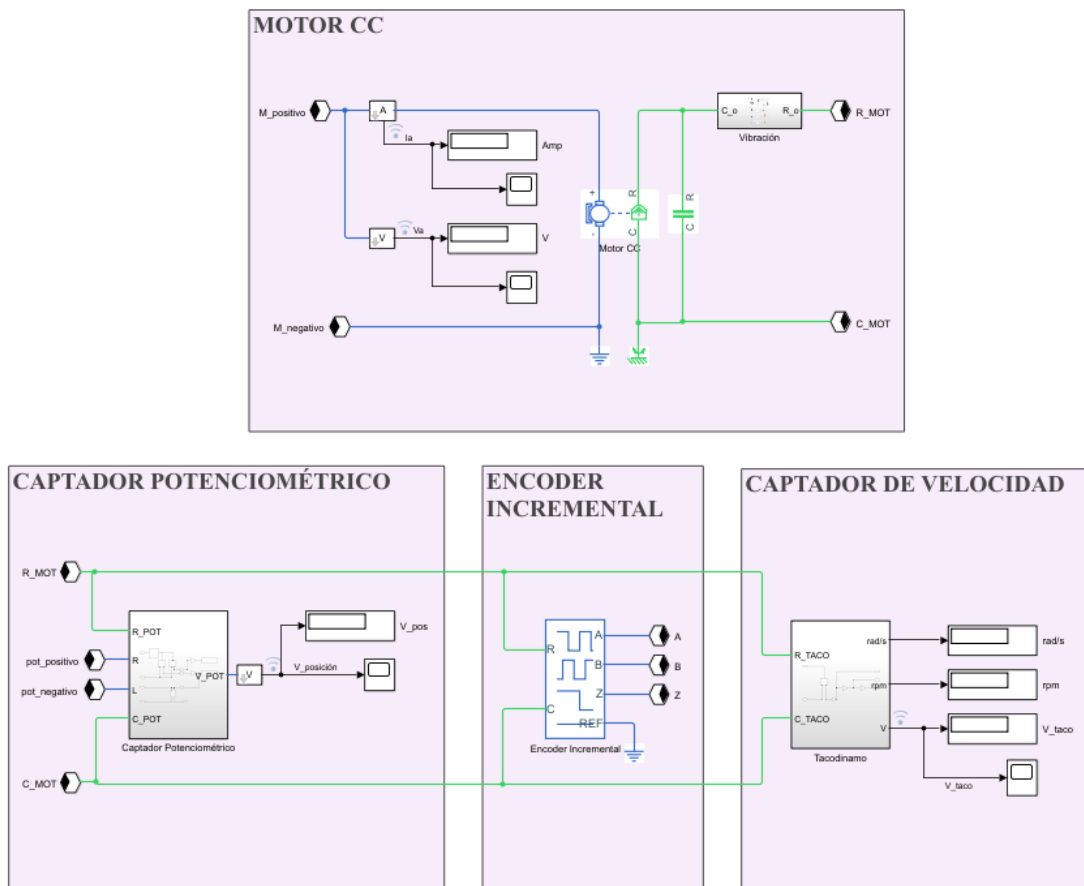 MOTOR CC
M_positivo
A
Ia
Amp
V
Va
V
M_negativo
+
-
Motor CC
R
C
R
C
C_o
R_o
Vibración
R_MOT
C_MOT
CAPTADOR POTENCIOMÉTRICO
R_MOT
R_POT
pot_positivo
R
pot_negativo
L
V_POT
C_POT
Captador Potenciométrico
V
V_posición
V_pos
C_MOT
ENCODER
INCREMENTAL
R
C
A
B
Z
REF
A
B
Z
Encoder Incremental
CAPTADOR DE VELOCIDAD
R_TACO
C_TACO
rad/s
rpm
V
Tacodinamo
rad/s
rpm
V_taco
V_taco